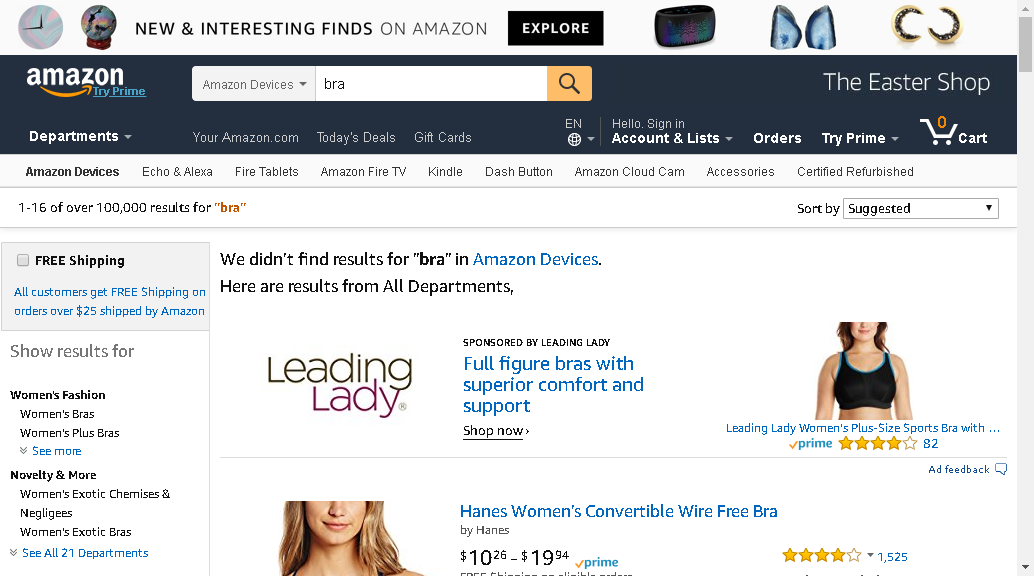 NEW & INTERESTING FINDS ON AMAZON
EXPLORE
amazon
Try Prime
Amazon Devices
bra
The Easter Shop
Departments
Your Amazon.com
Today's Deals
Gift Cards
EN
Hello. Sign in
Account & Lists
Orders
Try Prime
0
Cart
Amazon Devices
Echo & Alexa
Fire Tablets
Amazon Fire TV
Kindle
Dash Button
Amazon Cloud Cam
Accessories
Certified Refurbished
1-16 of over 100,000 results for "bra"
Sort by
Suggested
FREE Shipping
All customers get FREE Shipping on
orders over $25 shipped by Amazon
Show results for
Women's Fashion
Women's Bras
Women's Plus Bras
See more
Novelty & More
Women's Exotic Chemises &
Negligees
Women's Exotic Bras
See All 21 Departments
We didn't find results for "bra" in Amazon Devices.
Here are results from All Departments,
Leading
Lady®
SPONSORED BY LEADING LADY
Full figure bras with
superior comfort and
support
Shop now ›
Leading Lady Women's Plus-Size Sports Bra with ...
prime
82
Ad feedback
Hanes Women's Convertible Wire Free Bra
by Hanes
$10 26 - $19 94 prime
1,525
FREE Shipping on eligible orders